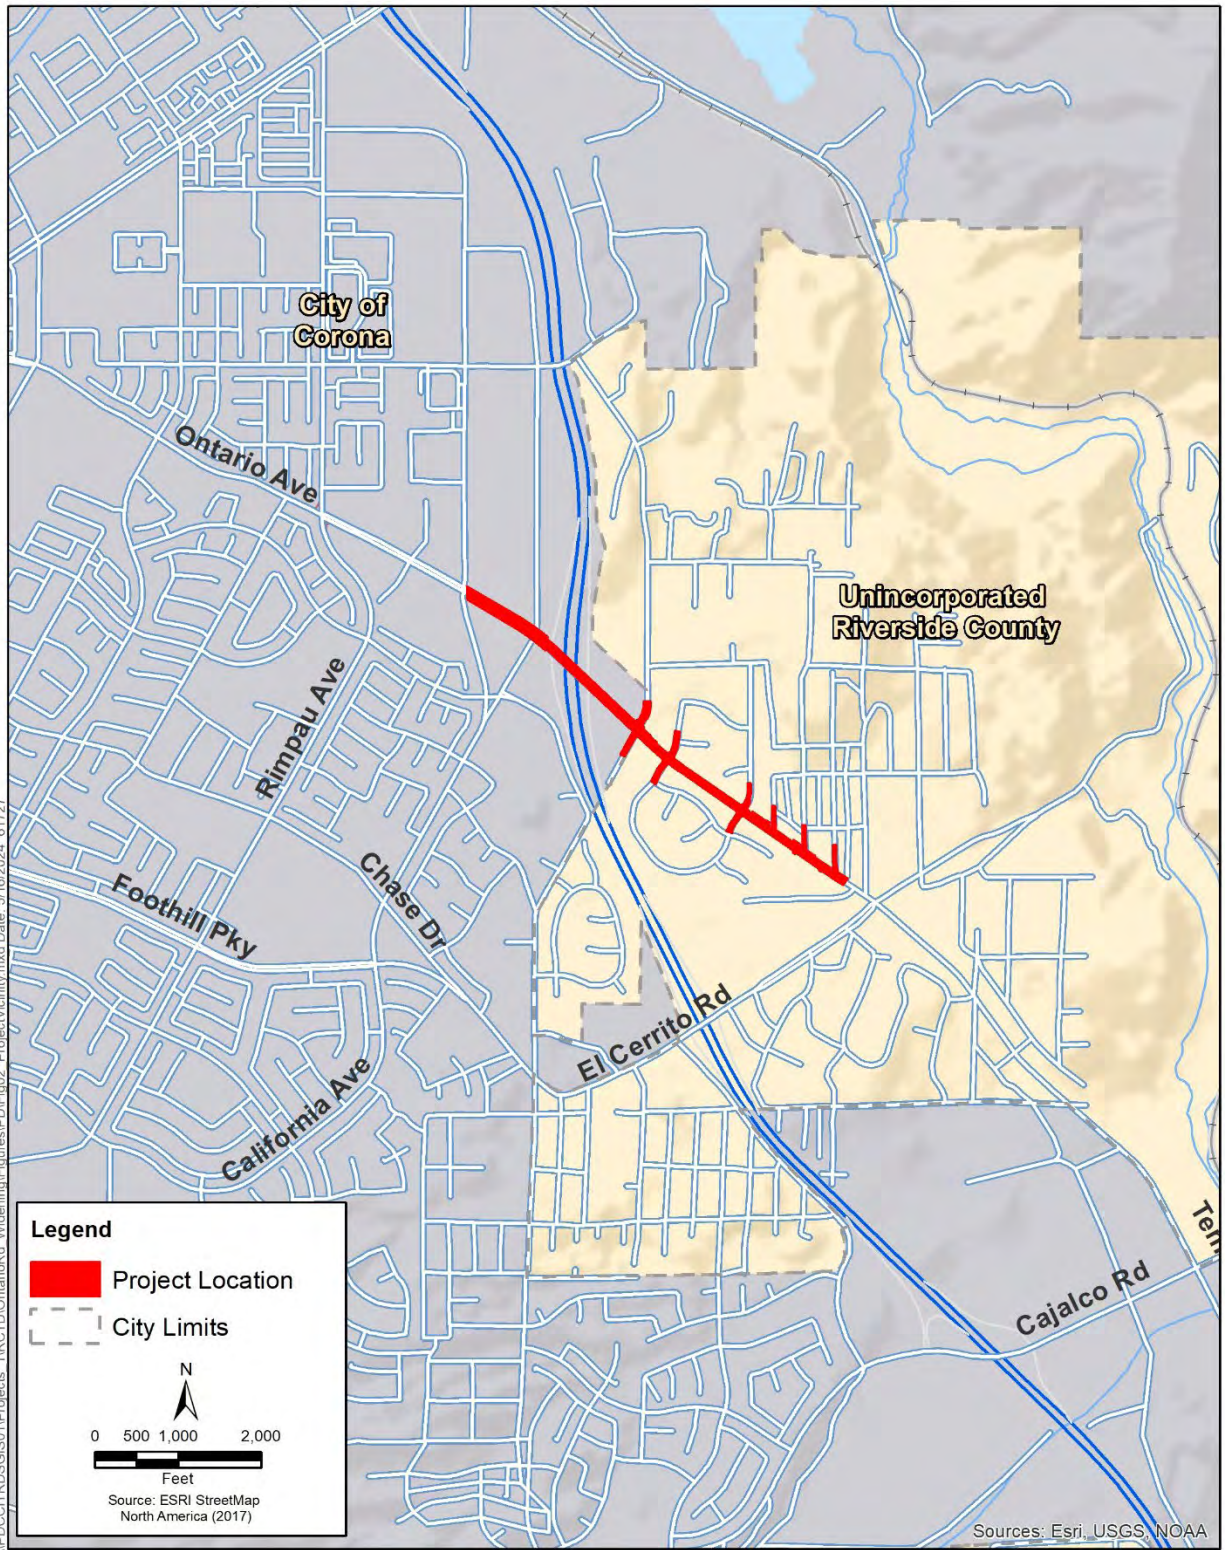 City of
Corona
Ontario Ave
Unincorporated
Riverside County
Rimpau Ave
Chase Dr
Foothill Pky
El Cerrito Rd
California Ave
Cajalco Rd
Legend
Project Location
City Limits
N
0 500 1,000 2,000
Feet
Source: ESRI StreetMap
North America (2017)
Sources: Esri, USGS, NOAA